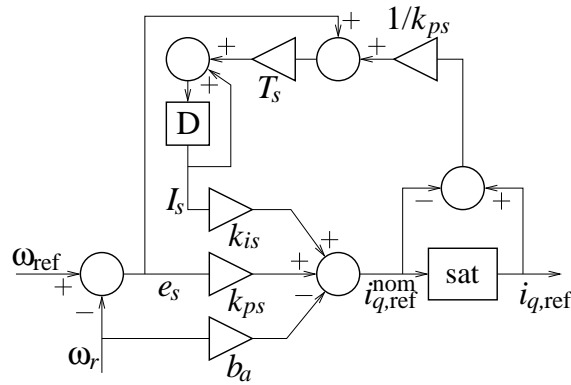 1/k_ps
+
+
+
+
+
T_s
D
I_s
k_is
−
+
ω_ref
+
+
+
−
e_s
k_ps
i_q,ref^nom
sat
i_q,ref
−
ω_r
b_a